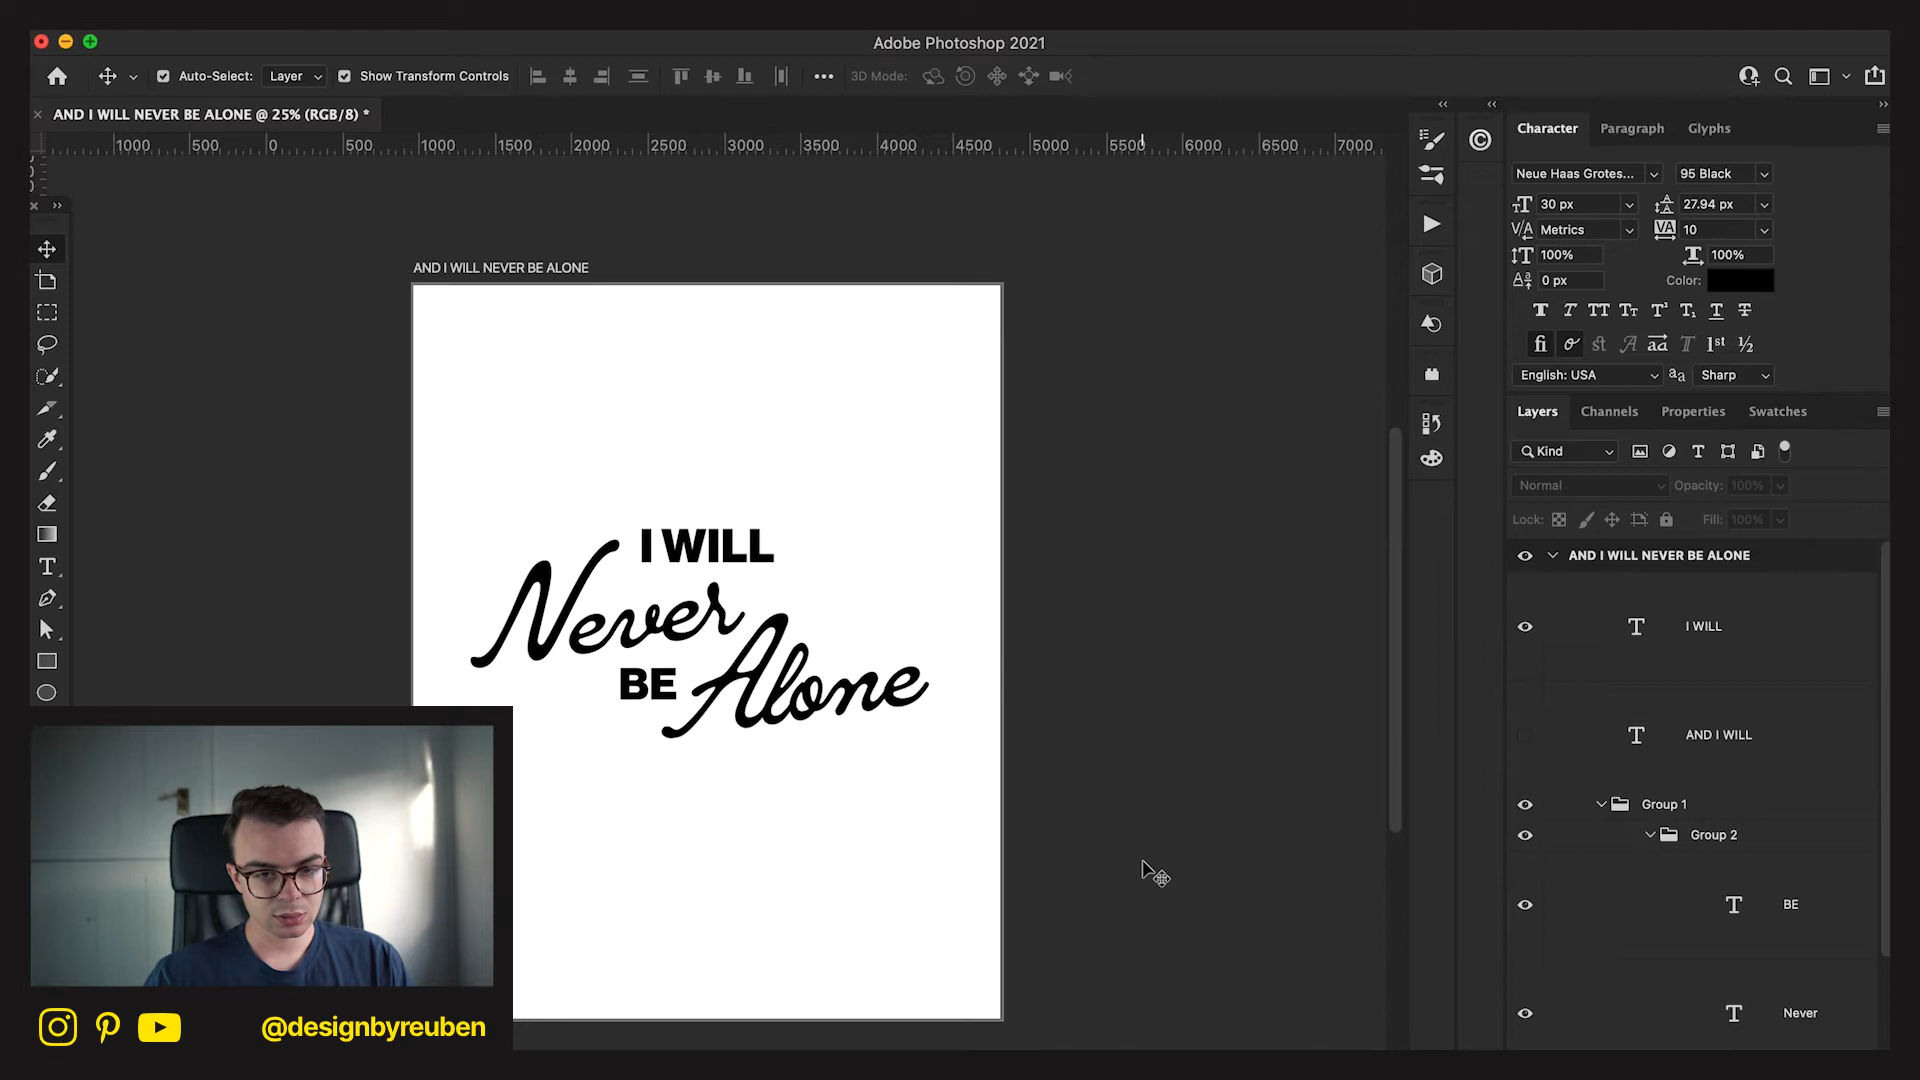 Adobe Photoshop 2021
Auto-Select: Layer Show Transform Controls 3D Mode:
AND I WILL NEVER BE ALONE @ 25% (RGB/8) *
1000 500 0 500 1000 1500 2000 2500 3000 3500 4000 4500 5000 5500 6000 6500 7000
AND I WILL NEVER BE ALONE
I WILL
Never
BE Alone
@designbyreuben
Character Paragraph Glyphs
Neue Haas Grotes... 95 Black
30 px 27.94 px
Metrics 10
100% 100%
0 px Color:
English: USA Sharp
Layers Channels Properties Swatches
Kind
Normal Opacity: 100%
Lock: Fill: 100%
AND I WILL NEVER BE ALONE
I WILL
AND I WILL
Group 1
Group 2
BE
Never